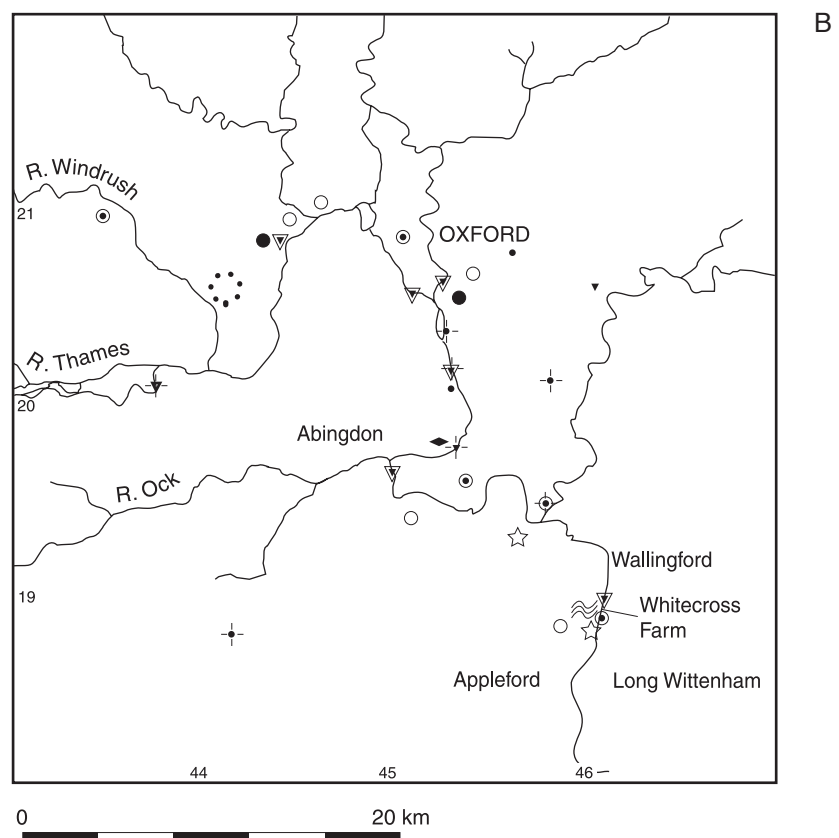 B
R. Windrush
21
OXFORD
R. Thames
20
Abingdon
R. Ock
Wallingford
19
Whitecross
Farm
Appleford
Long Wittenham
44
45
46
0
20 km